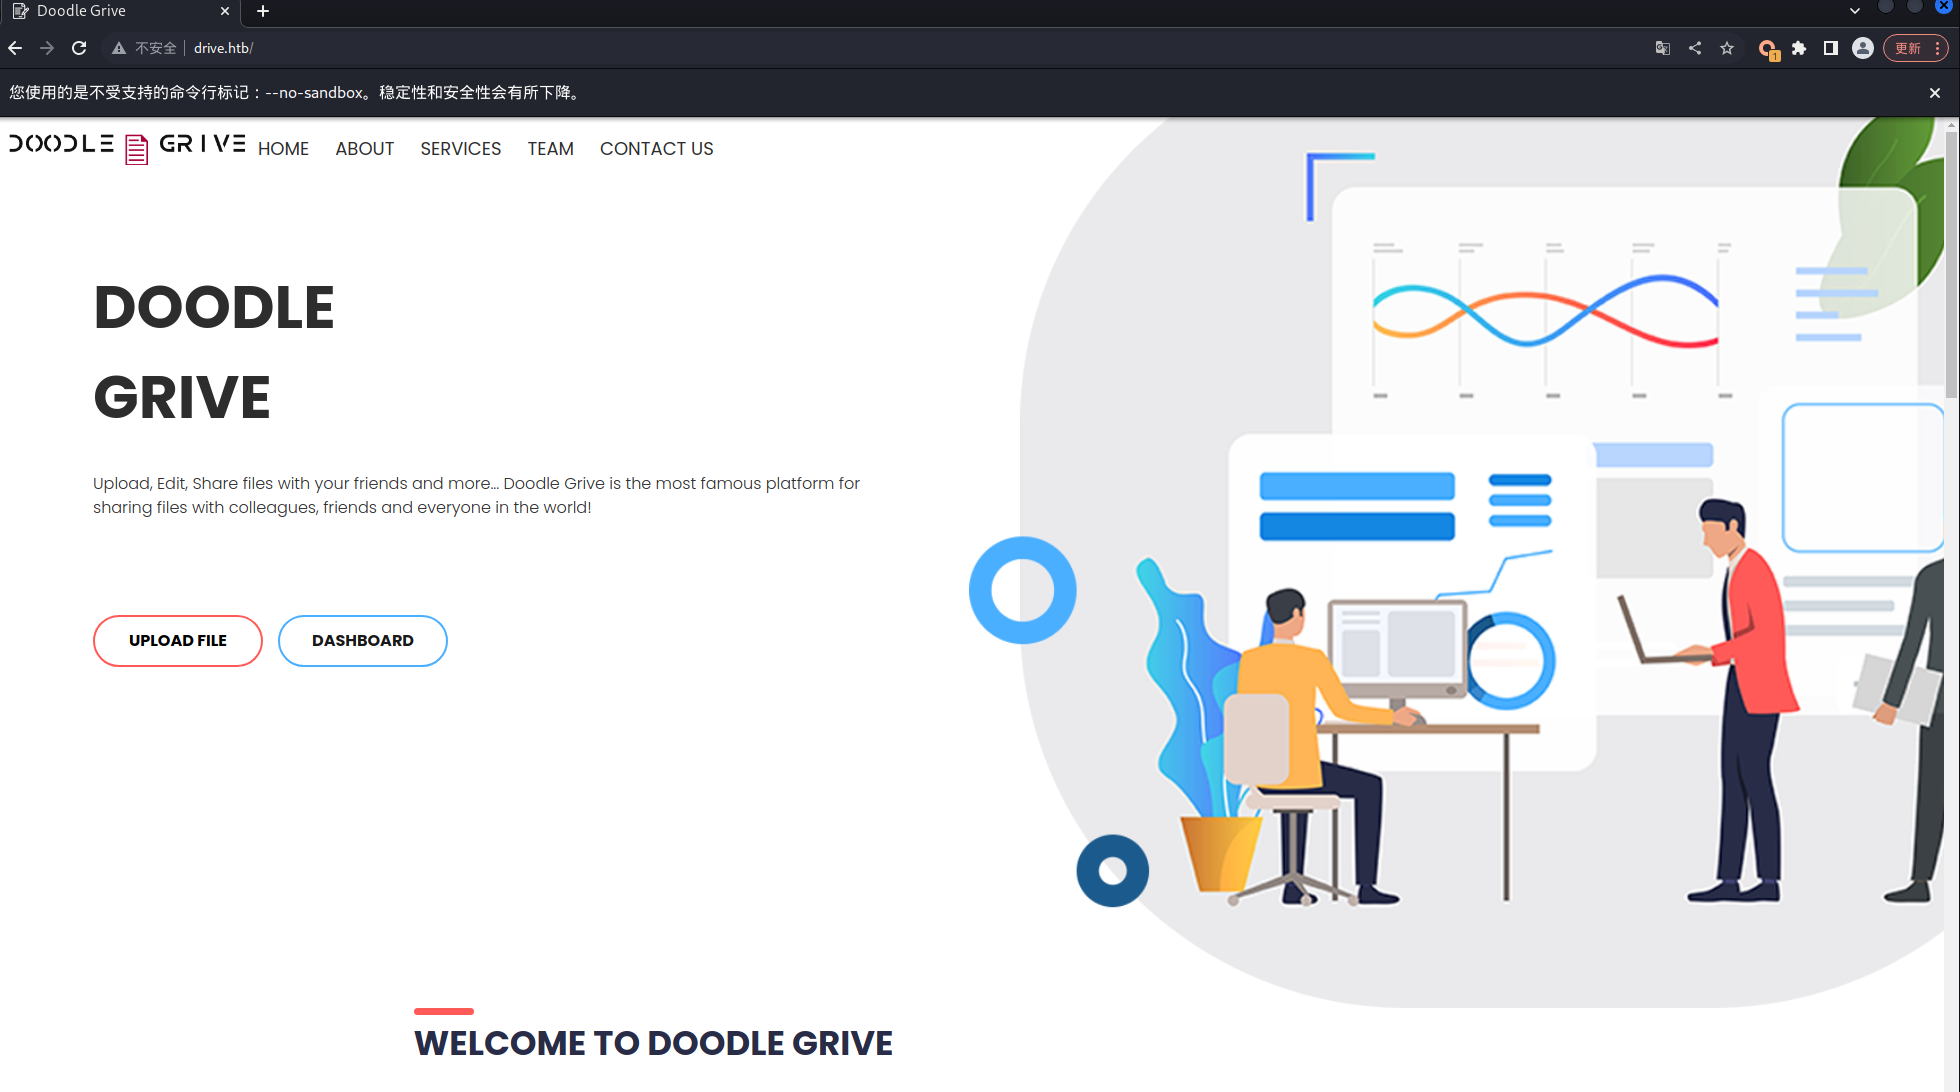 Doodle Grive
不安全 drive.htb/
1
更新
您使用的是不受支持的命令行标记：--no-sandbox。稳定性和安全性会有所下降。
DOODLE GRIVE HOME ABOUT SERVICES TEAM CONTACT US
DOODLE
GRIVE
Upload, Edit, Share files with your friends and more... Doodle Grive is the most famous platform for
sharing files with colleagues, friends and everyone in the world!
UPLOAD FILE DASHBOARD
WELCOME TO DOODLE GRIVE